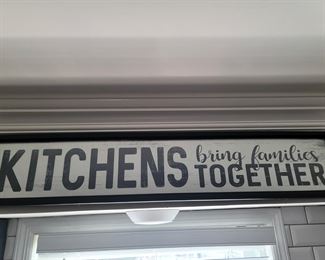 KITCHENS bring families
TOGETHER